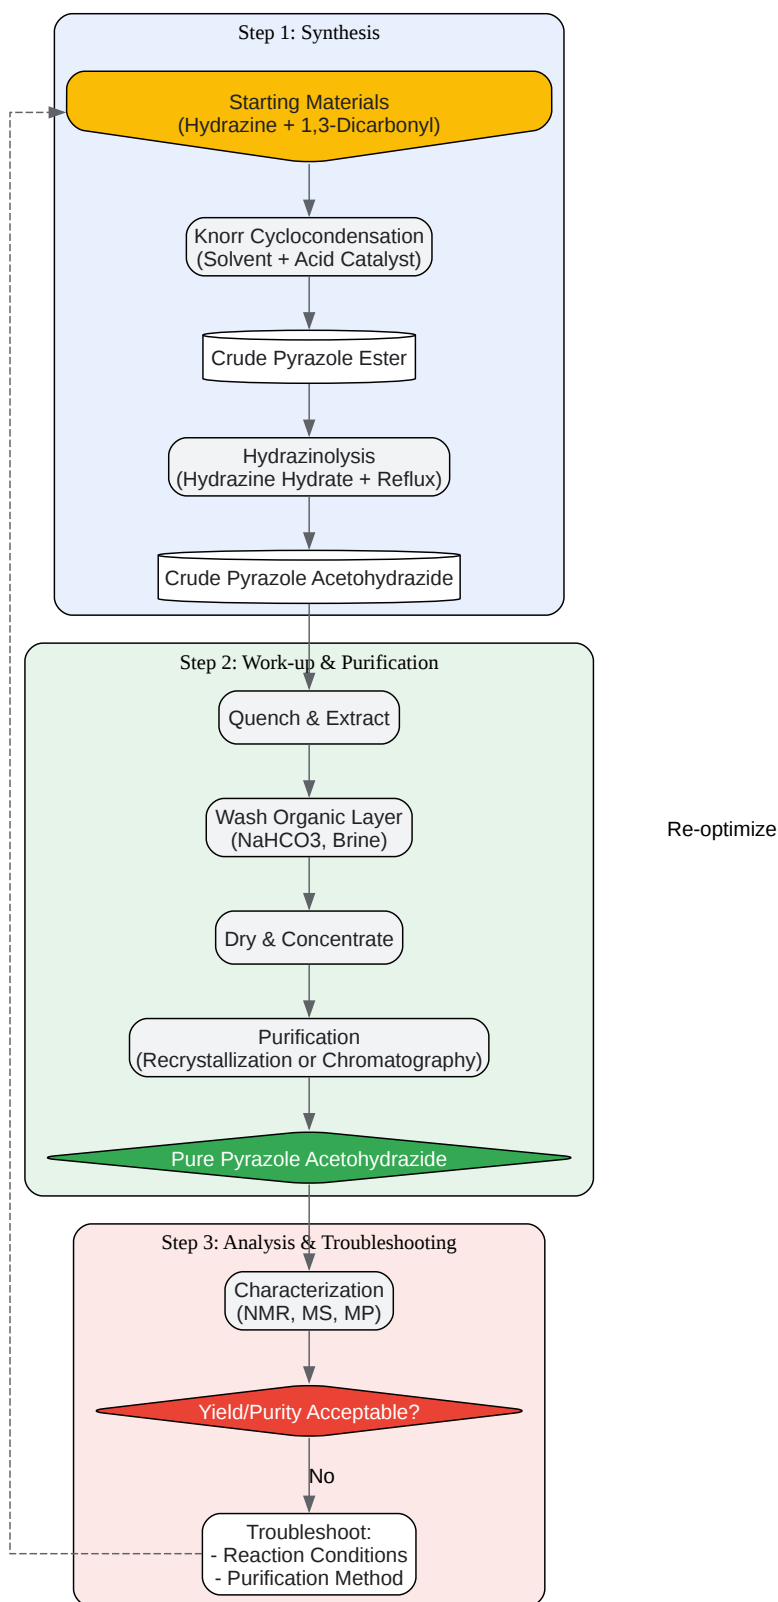 Step 1: Synthesis
Starting Materials
(Hydrazine + 1,3-Dicarbonyl)
Knorr Cyclocondensation
(Solvent + Acid Catalyst)
Crude Pyrazole Ester
Hydrazinolysis
(Hydrazine Hydrate + Reflux)
Crude Pyrazole Acetohydrazide
Step 2: Work-up & Purification
Quench & Extract
Wash Organic Layer
(NaHCO3, Brine)
Re-optimize
Dry & Concentrate
Purification
(Recrystallization or Chromatography)
Pure Pyrazole Acetohydrazide
Step 3: Analysis & Troubleshooting
Characterization
(NMR, MS, MP)
Yield/Purity Acceptable?
No
Troubleshoot:
- Reaction Conditions
- Purification Method